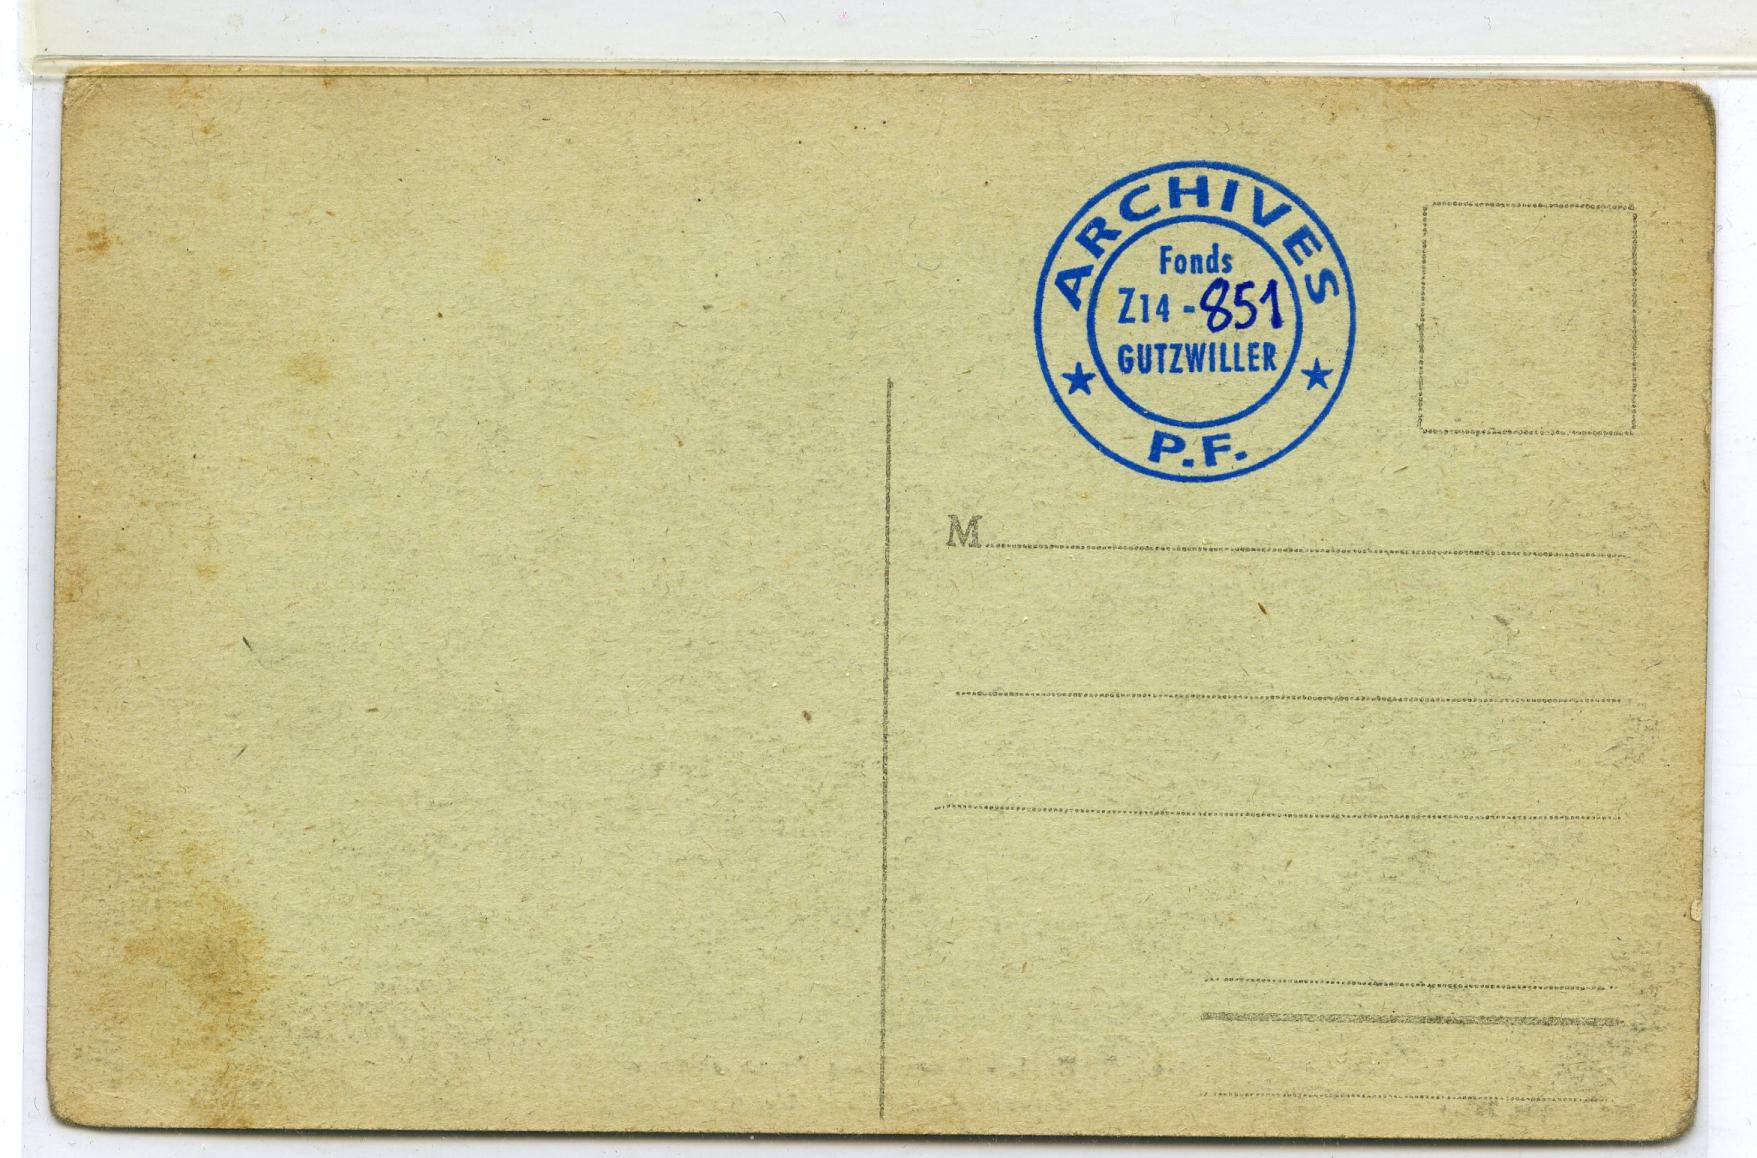 ARCHIVES
Fonds
Z14 - 851
GUTZWILLER
P.F.
M